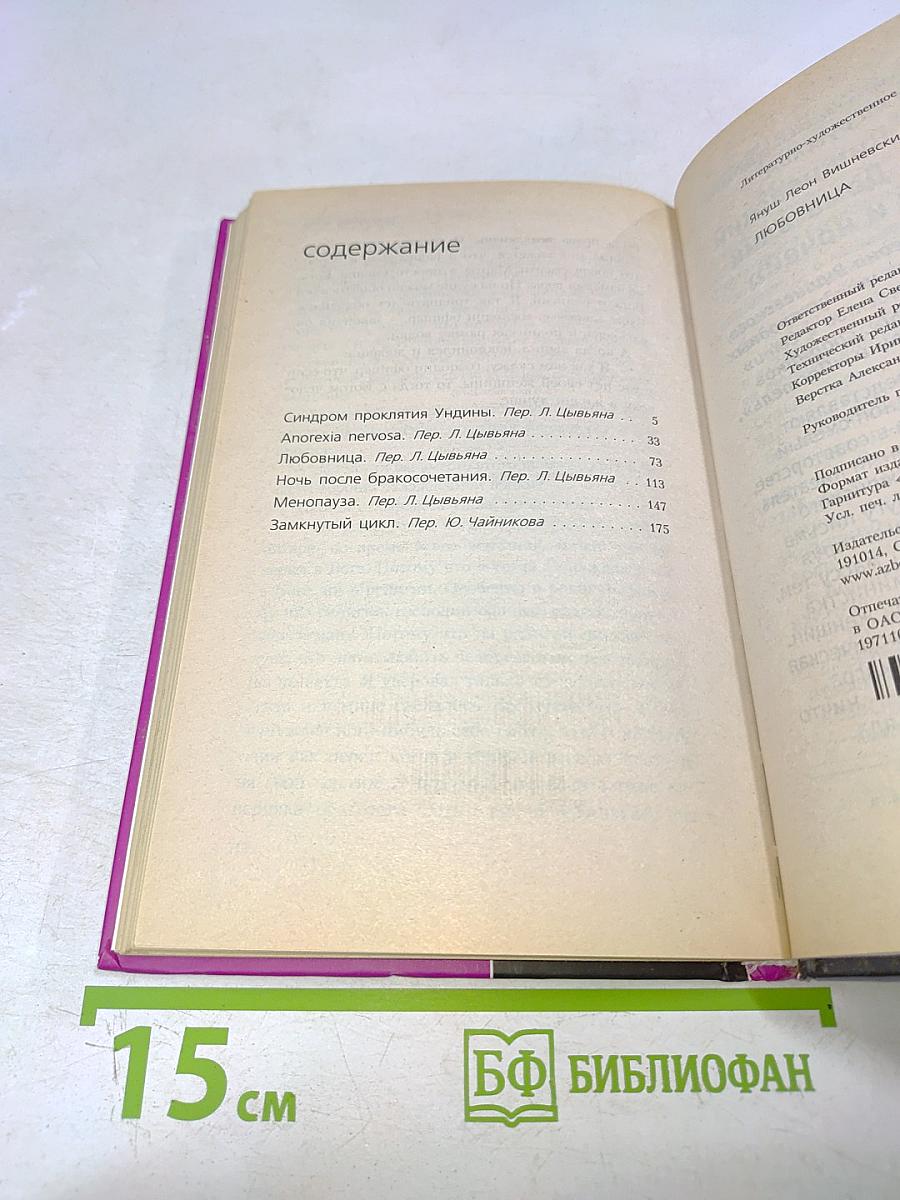 содержание
Синдром проклятия Ундины. Пер. Л. Цывьяна . . 5
Anorexia nervosa. Пер. Л. Цывьяна . . . . . . . . . . . . 33
Любовница. Пер. Л. Цывьяна . . . . . . . . . . . . . . . . 73
Ночь после бракосочетания. Пер. Л. Цывьяна . . 113
Менопауза. Пер. Л. Цывьяна . . . . . . . . . . . . . . . . 147
Замкнутый цикл. Пер. Ю. Чайникова . . . . . . . . . . 175
Литературно-художественное
Януш Леон Вишневски
ЛЮБОВНИЦА
Ответственный реда
Редактор Елена Све
Художественный р
Технический редак
Корректоры Ири
Верстка Алексан
Руководитель п
Подписано в
Формат изда
Гарнитура
Усл. печ. л
Издательс
191014, С
www.azb
Отпеча
в ОАО
19711
15 см
БФ БИБЛИОФАН